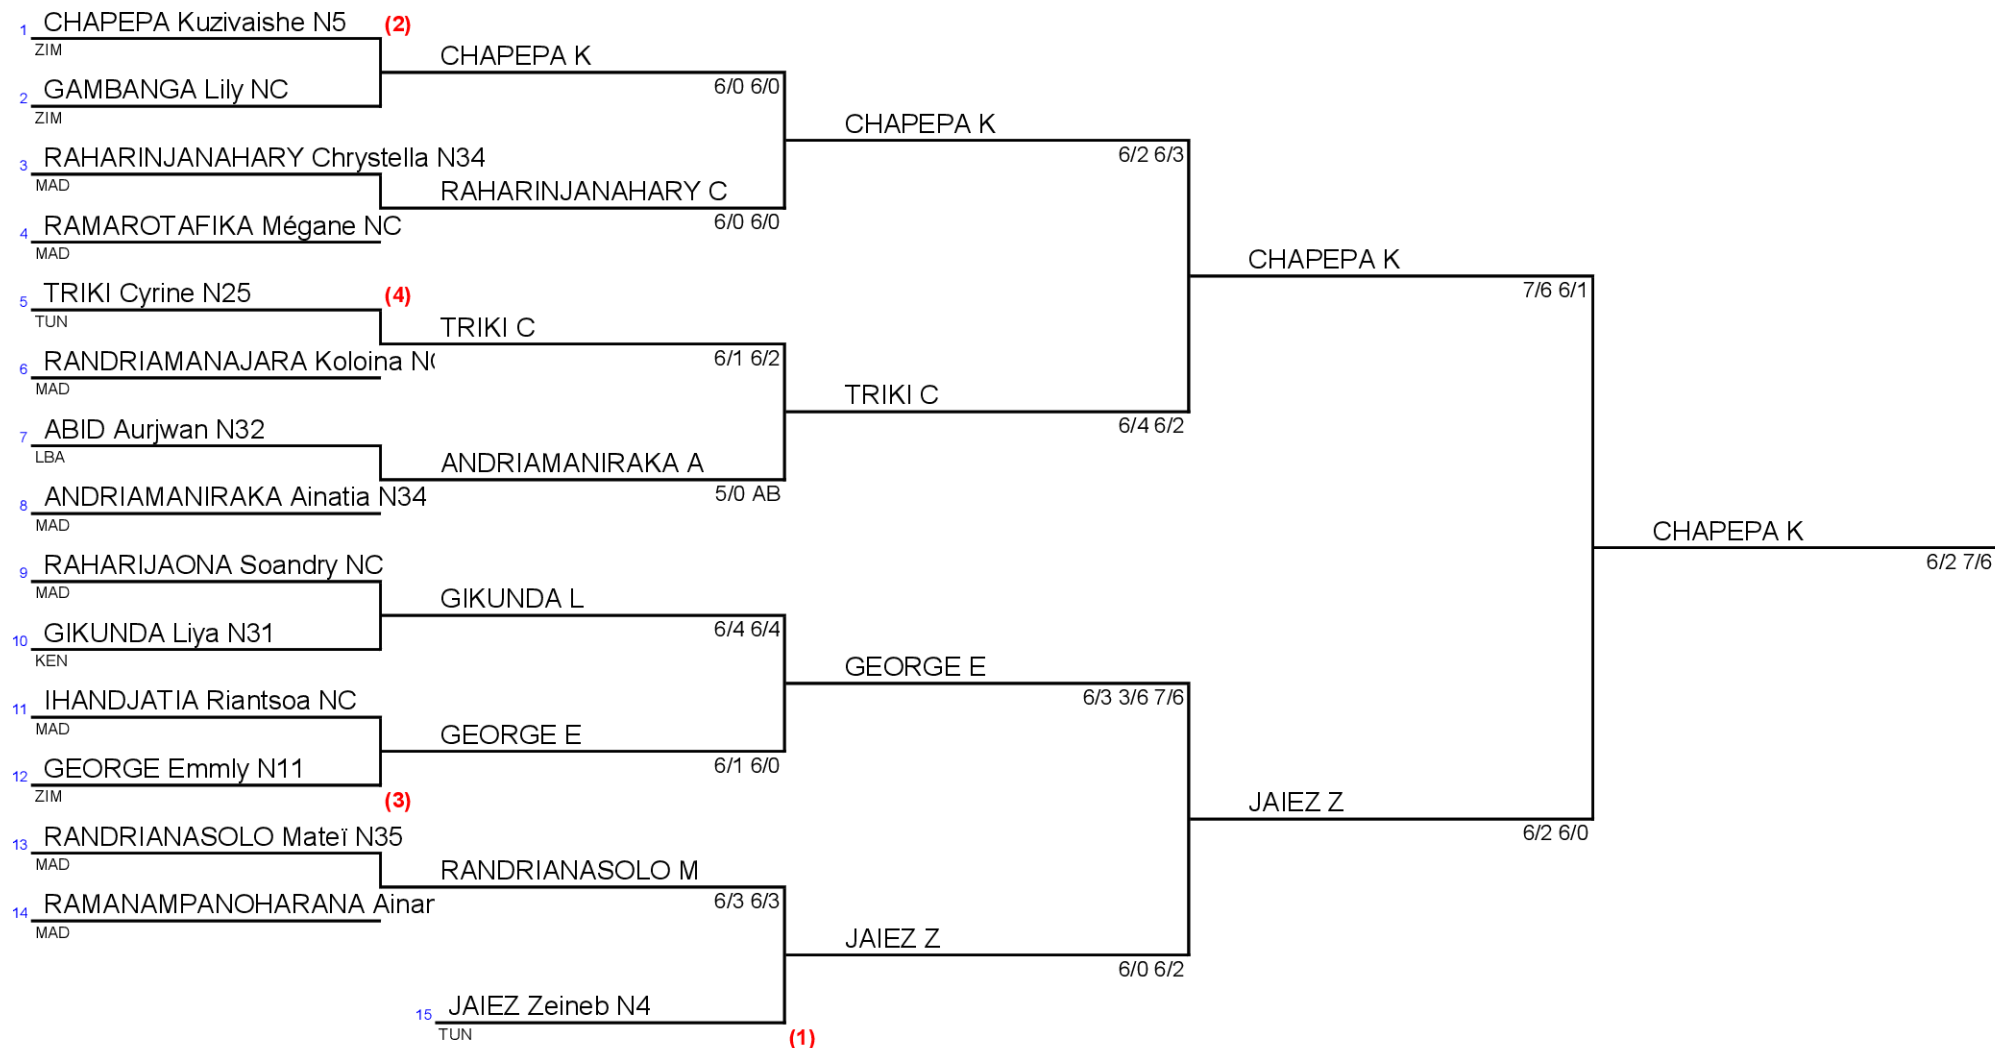 1 CHAPEPA Kuzivaishe N5 (2)
ZIM
CHAPEPA K
6/0 6/0
2 GAMBANGA Lily NC
ZIM
CHAPEPA K
6/2 6/3
3 RAHARINJANAHARY Chrystella N34
MAD
RAHARINJANAHARY C
6/0 6/0
4 RAMAROTAFIKA Mégane NC
MAD
CHAPEPA K
7/6 6/1
5 TRIKI Cyrine N25 (4)
TUN
TRIKI C
6/1 6/2
6 RANDRIAMANAJARA Koloina NC
MAD
TRIKI C
6/4 6/2
7 ABID Aurjwan N32
LBA
ANDRIAMANIRAKA A
5/0 AB
8 ANDRIAMANIRAKA Ainatia N34
MAD
CHAPEPA K
6/2 7/6
9 RAHARIJAONA Soandry NC
MAD
GIKUNDA L
6/4 6/4
10 GIKUNDA Liya N31
KEN
GEORGE E
6/3 3/6 7/6
11 IHANDJATIA Riantsoa NC
MAD
GEORGE E
6/1 6/0
12 GEORGE Emmly N11
ZIM
(3)
JAIEZ Z
6/2 6/0
13 RANDRIANASOLO Mateï N35
MAD
RANDRIANASOLO M
6/3 6/3
14 RAMANAMPANOHARANA Ainar
MAD
JAIEZ Z
6/0 6/2
15 JAIEZ Zeineb N4
TUN
(1)